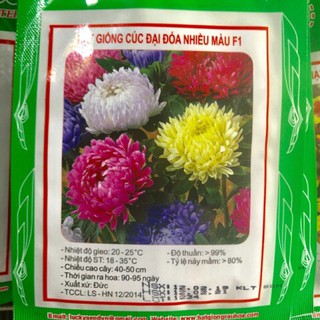 GIỐNG CÚC ĐẠI ĐÓA NHIỀU MÀU F1
- Nhiệt độ gieo: 20 - 25°C
- Nhiệt độ ST: 18 - 35°C
- Chiều cao cây: 40-50 cm
- Thời gian ra hoa: 90-95 ngày
- Xuất xứ: Đức
- TCCL: LS - HN 12/2014
- Độ thuần: > 99%
- Tỷ lệ nảy mầm: > 80%
KLT